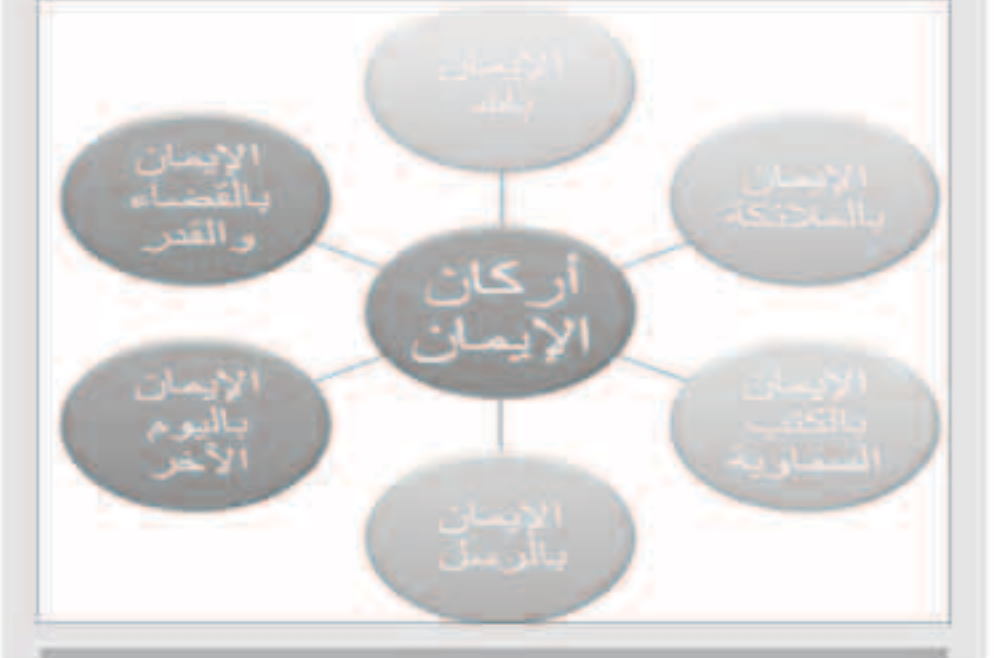 الإيمان
بالله
الإيمان
بالملائكة
الإيمان
بالكتب
السماوية
الإيمان
بالرسل
الإيمان
باليوم
الآخر
الإيمان
بالقضاء
والقدر
أركان
الإيمان